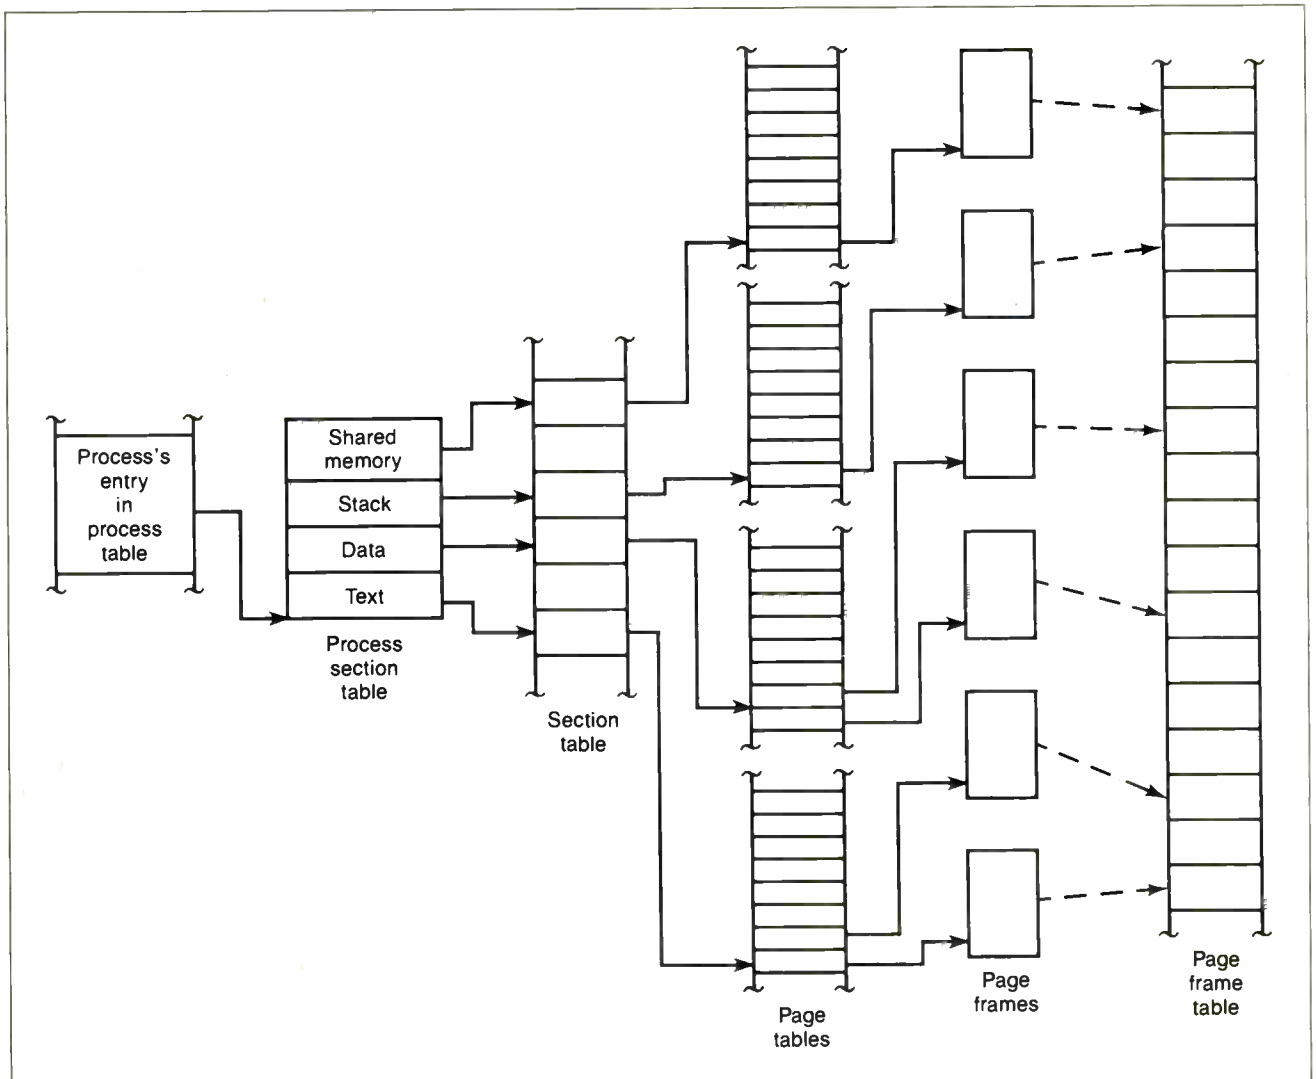 Process's
entry
in
process
table
Shared
memory
Stack
Data
Text
Process
section
table
Section
table
Page
tables
Page
frames
Page
frame
table